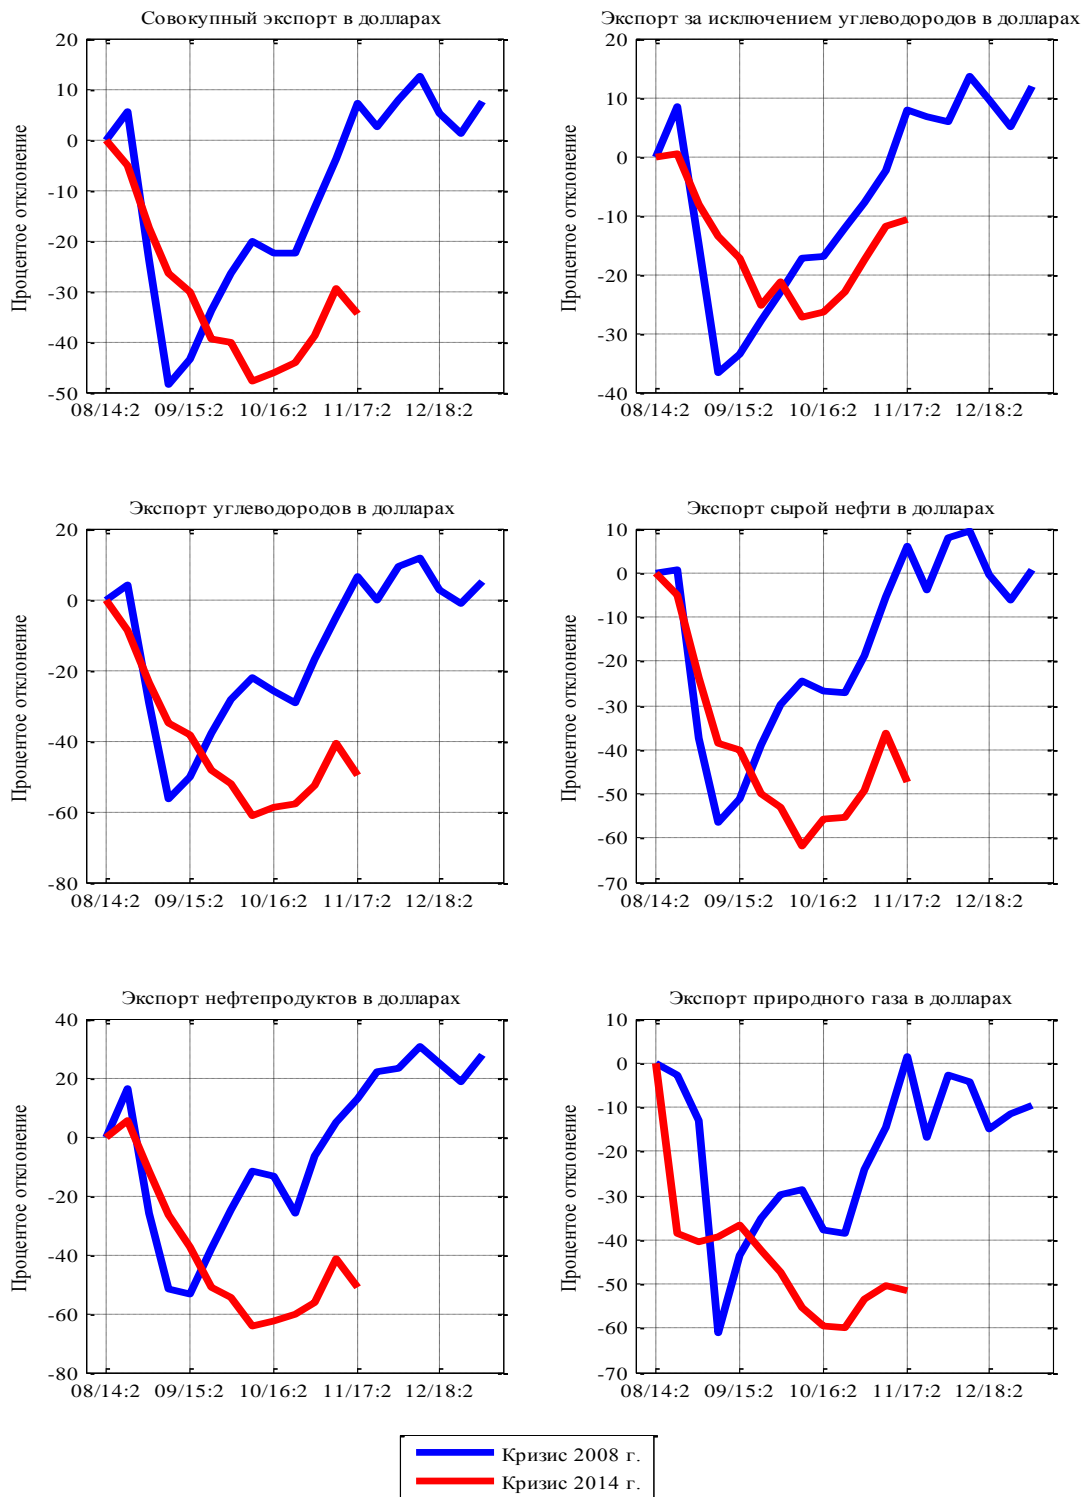 Совокупный экспорт в долларах
Процентое отклонение
20
10
0
-10
-20
-30
-40
-50
08/14:2 09/15:2 10/16:2 11/17:2 12/18:2
Экспорт за исключением углеводородов в долларах
Процентое отклонение
20
10
0
-10
-20
-30
-40
08/14:2 09/15:2 10/16:2 11/17:2 12/18:2
Экспорт углеводородов в долларах
Процентое отклонение
20
0
-20
-40
-60
-80
08/14:2 09/15:2 10/16:2 11/17:2 12/18:2
Экспорт сырой нефти в долларах
Процентое отклонение
10
0
-10
-20
-30
-40
-50
-60
-70
08/14:2 09/15:2 10/16:2 11/17:2 12/18:2
Экспорт нефтепродуктов в долларах
Процентое отклонение
40
20
0
-20
-40
-60
-80
08/14:2 09/15:2 10/16:2 11/17:2 12/18:2
Экспорт природного газа в долларах
Процентое отклонение
10
0
-10
-20
-30
-40
-50
-60
-70
08/14:2 09/15:2 10/16:2 11/17:2 12/18:2
Кризис 2008 г.
Кризис 2014 г.